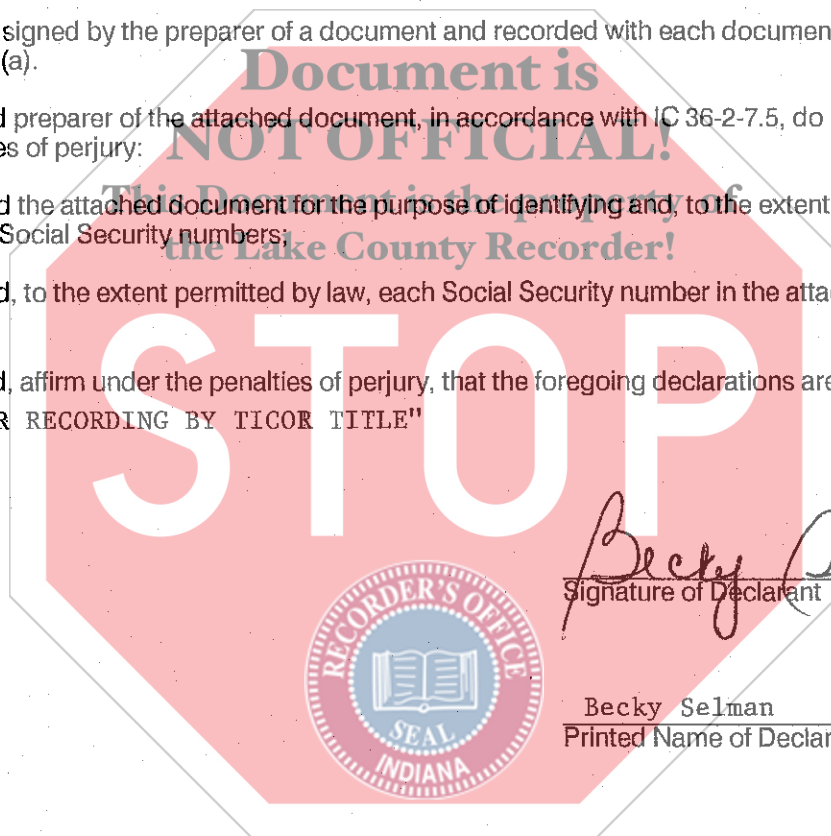 signed by the preparer of a document and recorded with each documen
(a).
Document is
d preparer of the attached document, in accordance with IC 36-2-7.5, do
NOT OFFICIAL!
es of perjury:
This Document is the property of
d the attached document for the purpose of identifying and, to the extent
Social Security numbers;
the Lake County Recorder!
d, to the extent permitted by law, each Social Security number in the atta
STOP
d, affirm under the penalties of perjury, that the foregoing declarations are
R RECORDING BY TICOR TITLE"
Becky
Signature of Declarant
RECORDER'S OFFICE
SEAL
INDIANA
Becky Selman
Printed Name of Declar